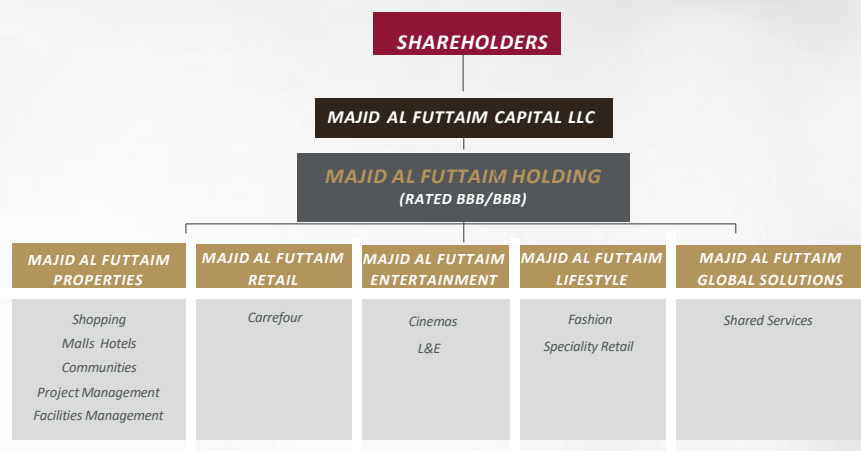 SHAREHOLDERS
MAJID AL FUTTAIM CAPITAL LLC
MAJID AL FUTTAIM HOLDING
(RATED BBB/BBB)
MAJID AL FUTTAIM
PROPERTIES
Shopping
Malls Hotels
Communities
Project Management
Facilities Management
MAJID AL FUTTAIM
RETAIL
Carrefour
MAJID AL FUTTAIM
ENTERTAINMENT
Cinemas
L&E
MAJID AL FUTTAIM
LIFESTYLE
Fashion
Speciality Retail
MAJID AL FUTTAIM
GLOBAL SOLUTIONS
Shared Services